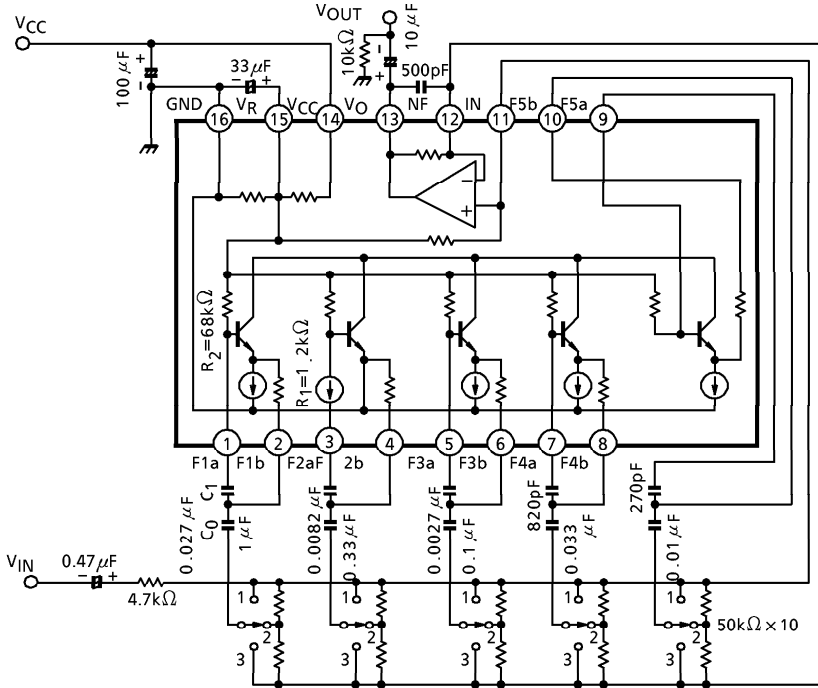 VCC
VOUT
100 μF
33 μF
10kΩ
10 μF
500pF
GND VR VCC VO NF IN F5b F5a
16 15 14 13 12 11 10 9
R2=68kΩ
R1=1.2kΩ
1 2 3 4 5 6 7 8
F1a F1b F2aF 2b F3a F3b F4a F4b
C1
C0
0.027 μF
1 μF
0.0082 μF
0.33 μF
0.0027 μF
0.1 μF
820pF
0.033 μF
270pF
0.01 μF
VIN
0.47μF
4.7kΩ
1 1 1 1 1
2 2 2 2 2
3 3 3 3 3
50kΩ×10